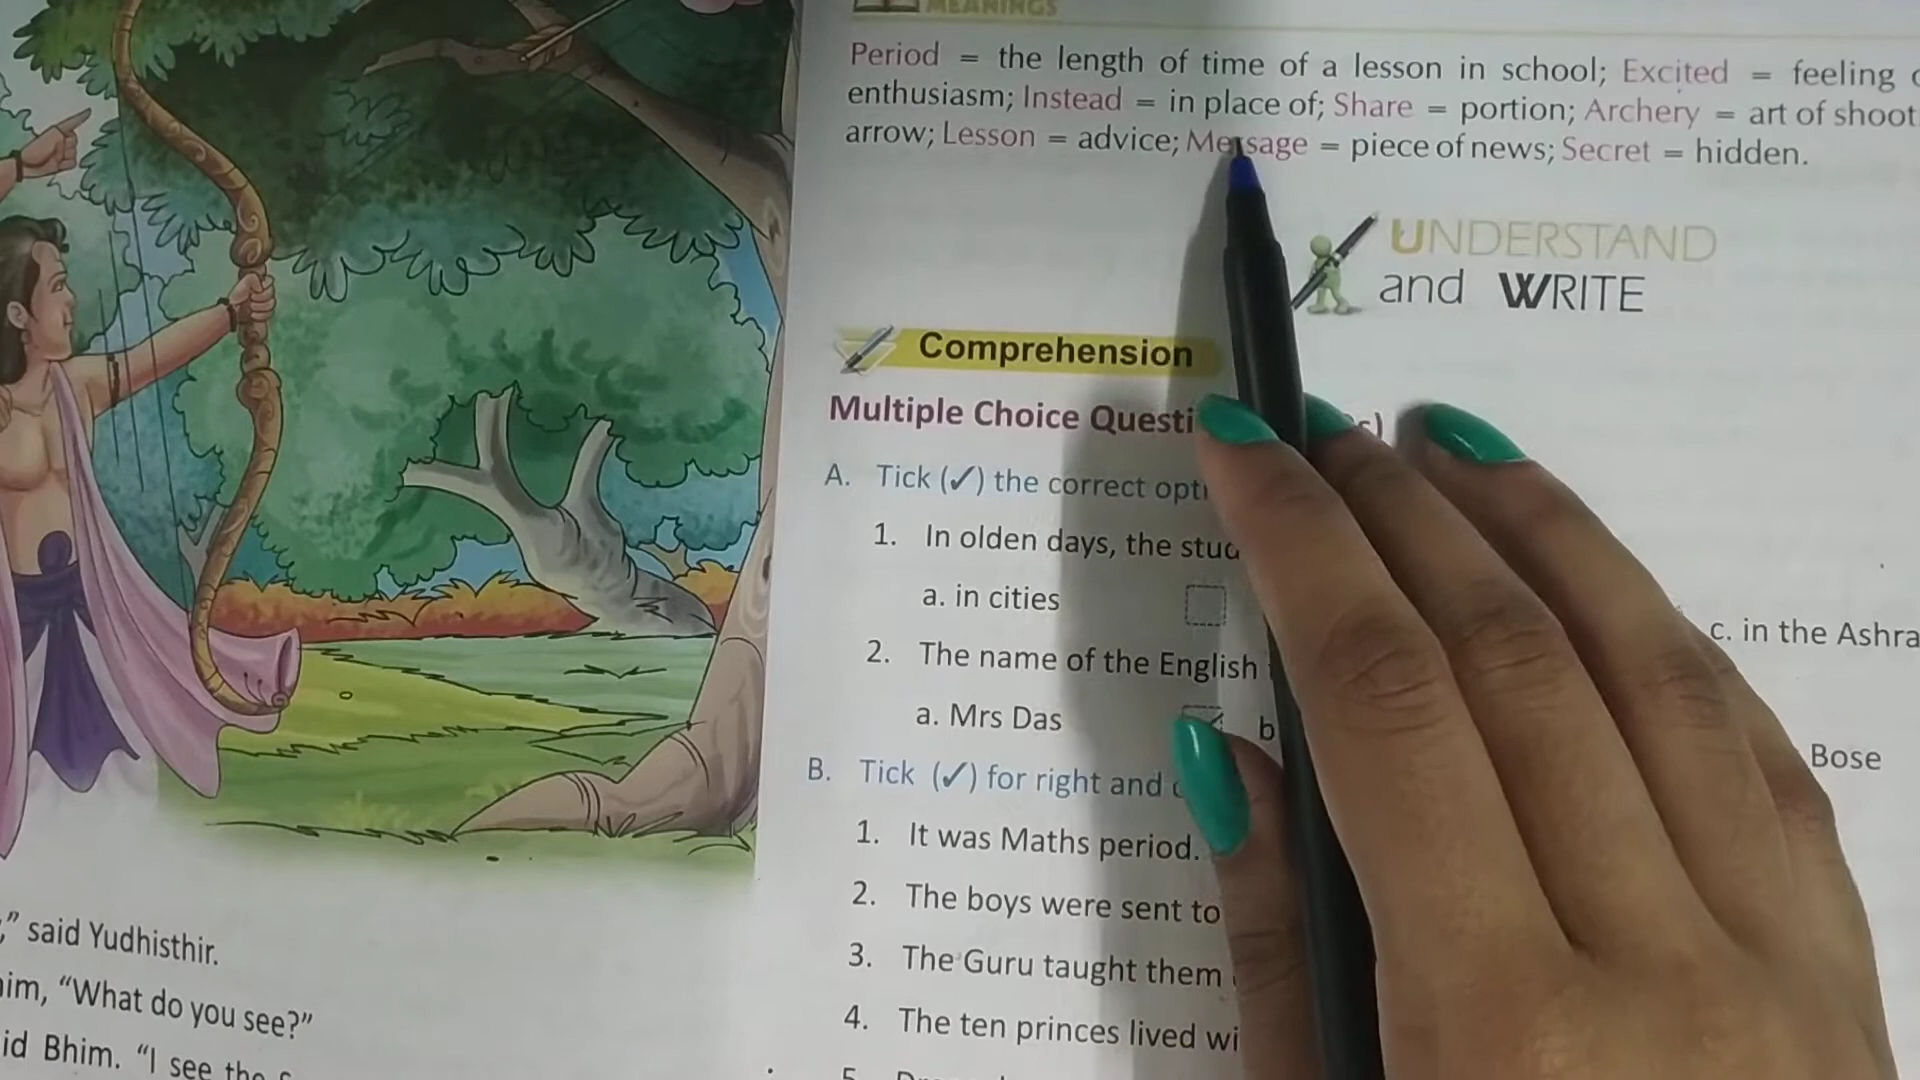 MEANINGS
Period = the length of time of a lesson in school; Excited = feeling
enthusiasm; Instead = in place of; Share = portion; Archery = art of shoot
arrow; Lesson = advice; Message = piece of news; Secret = hidden.
UNDERSTAND
and WRITE
Comprehension
Multiple Choice Questi
A. Tick (✓) the correct opti
1. In olden days, the stud
a. in cities
c. in the Ashra
2. The name of the English
a. Mrs Das
b
Bose
B. Tick (✓) for right and
1. It was Maths period.
2. The boys were sent to
3. The Guru taught them
4. The ten princes lived wi
5.
," said Yudhisthir.
him, "What do you see?"
id Bhim. "I see the